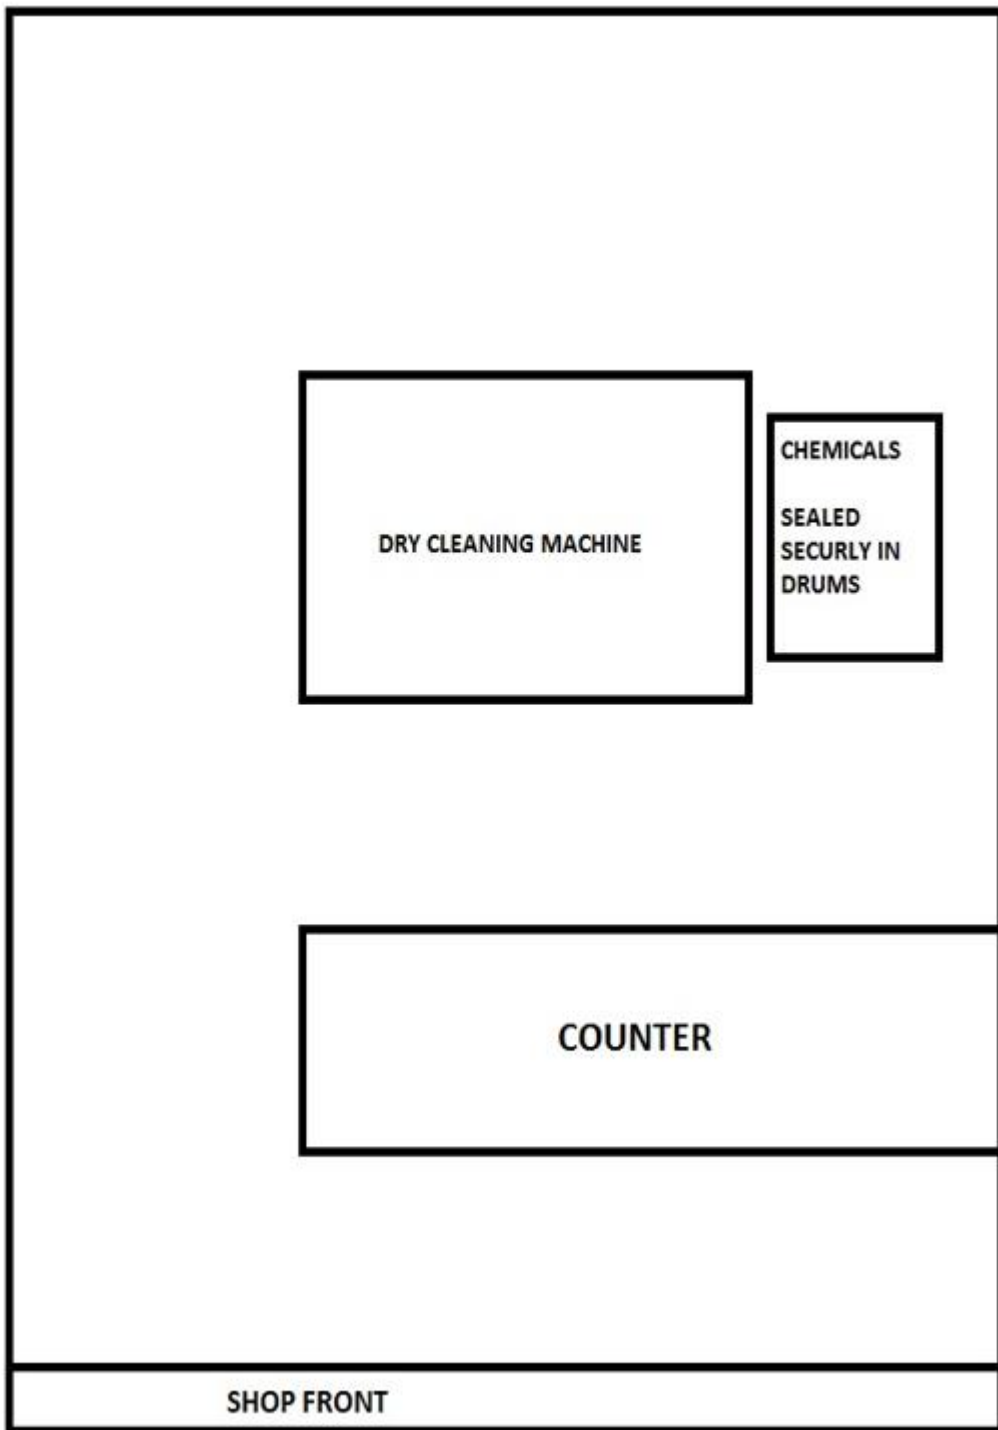 DRY CLEANING MACHINE
CHEMICALS
SEALED
SECURLY IN
DRUMS
COUNTER
SHOP FRONT